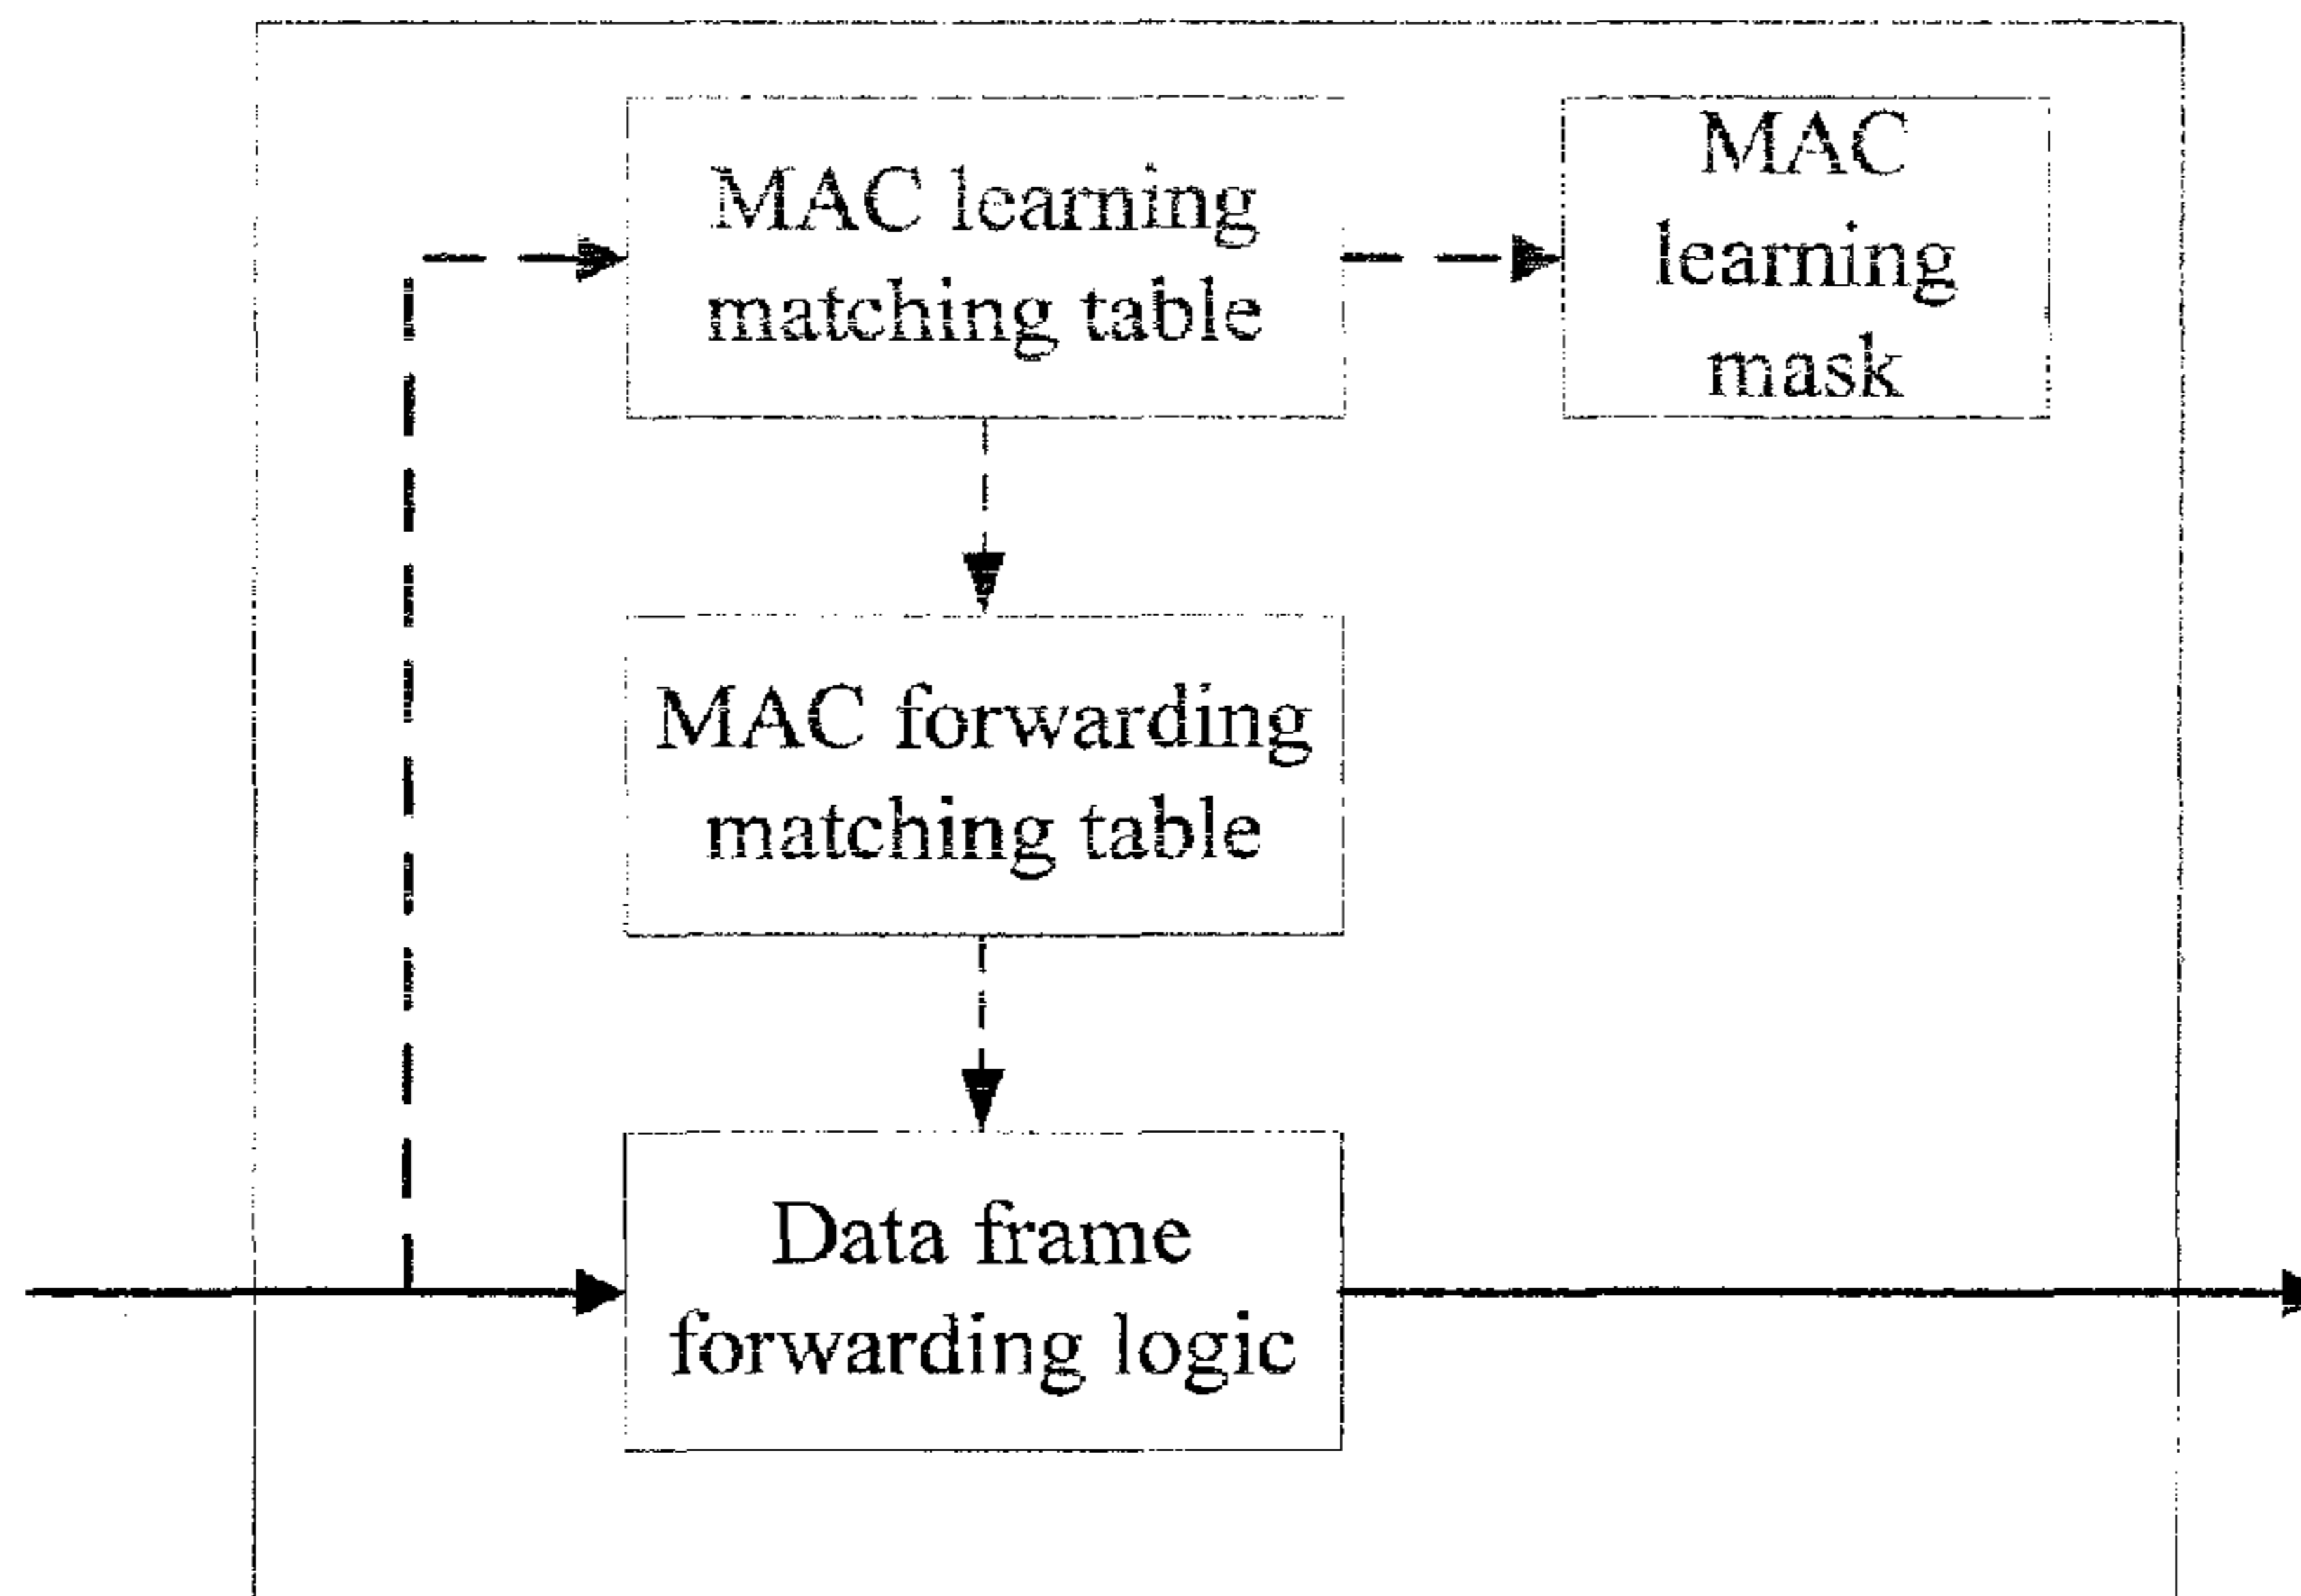 MAC learning
matching table
MAC
learning
mask
MAC forwarding
matching table
Data frame
forwarding logic